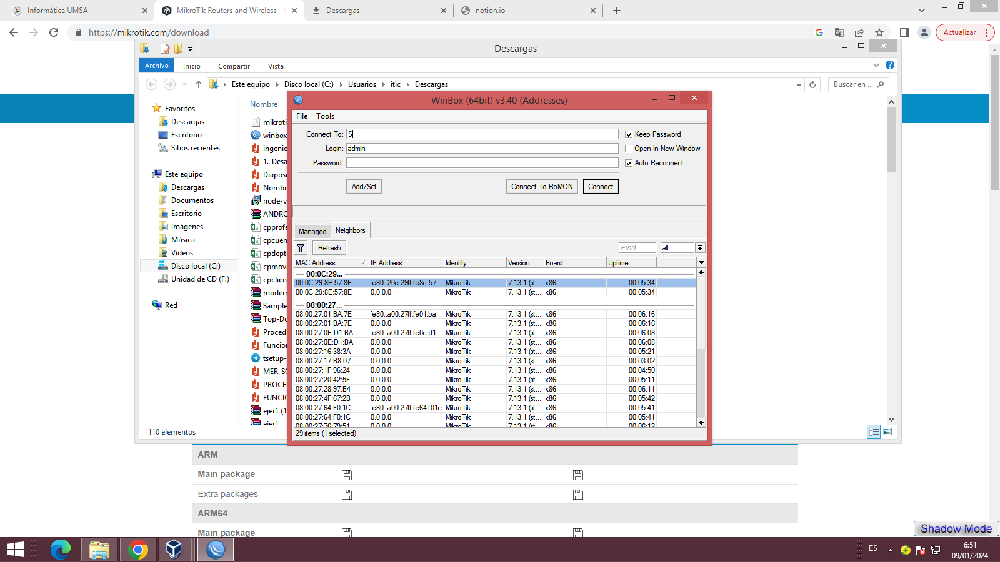 Informática UMSA
MikroTik Routers and Wireless - S
Descargas
notion.io
https://mikrotik.com/download
Actualizar
Descargas
Archivo
Inicio
Compartir
Vista
Este equipo
Disco local (C:)
Usuarios
itic
Descargas
Buscar en ...
Favoritos
Descargas
Escritorio
Sitios recientes
Este equipo
Descargas
Documentos
Escritorio
Imágenes
Música
Vídeos
Disco local (C:)
Unidad de CD (F:)
Red
Nombre
mikroti
winbox
ingenie
1._Desa
Diaposi
Nombr
node-v
ANDRO
cpprofe
cpcuen
cpdept
cpmov
cpclien
modern
Sample
Top-Do
Proced
Funcior
tsetup-
MER_SC
PROCE
FUNCIO
ejer1 (1
ejer1
110 elementos
WinBox (64bit) v3.40 (Addresses)
File Tools
Connect To: S
Keep Password
Login: admin
Open In New Window
Password:
Auto Reconnect
Add/Set
Connect To RoMON
Connect
Managed
Neighbors
Refresh
Find
all
MAC Address IP Address Identity Version Board Uptime
00:0C:29...
00:0C:29:8E:57:8E fe80::20c:29ff:fe8e:57... MikroTik 7.13.1 (st... x86 00:05:34
00:0C:29:8E:57:8E 0.0.0.0 MikroTik 7.13.1 (st... x86 00:05:34
08:00:27...
08:00:27:01:BA:7E fe80::a00:27ff:fe01:ba... MikroTik 7.13.1 (st... x86 00:06:16
08:00:27:01:BA:7E 0.0.0.0 MikroTik 7.13.1 (st... x86 00:06:16
08:00:27:0E:D1:BA fe80::a00:27ff:fe0e:d1... MikroTik 7.13.1 (st... x86 00:06:08
08:00:27:0E:D1:BA 0.0.0.0 MikroTik 7.13.1 (st... x86 00:06:08
08:00:27:16:38:3A 0.0.0.0 MikroTik 7.13.1 (st... x86 00:05:21
08:00:27:17:B8:07 0.0.0.0 MikroTik 7.13.1 (st... x86 00:03:02
08:00:27:1F:96:24 0.0.0.0 MikroTik 7.13.1 (st... x86 00:04:50
08:00:27:20:42:5F 0.0.0.0 MikroTik 7.13.1 (st... x86 00:05:11
08:00:27:28:97:B4 0.0.0.0 MikroTik 7.13.1 (st... x86 00:06:11
08:00:27:4F:67:2B 0.0.0.0 MikroTik 7.13.1 (st... x86 00:05:42
08:00:27:64:F0:1C fe80::a00:27ff:fe64:f01c MikroTik 7.13.1 (st... x86 00:05:41
08:00:27:64:F0:1C 0.0.0.0 MikroTik 7.13.1 (st... x86 00:05:41
08:00:27:76:79:51 0.0.0.0 MikroTik 7.13.1 (st... x86 00:06:12
29 items (1 selected)
ARM
Main package
Extra packages
ARM64
Main package
Shadow Mode
ES
6:51
09/01/2024